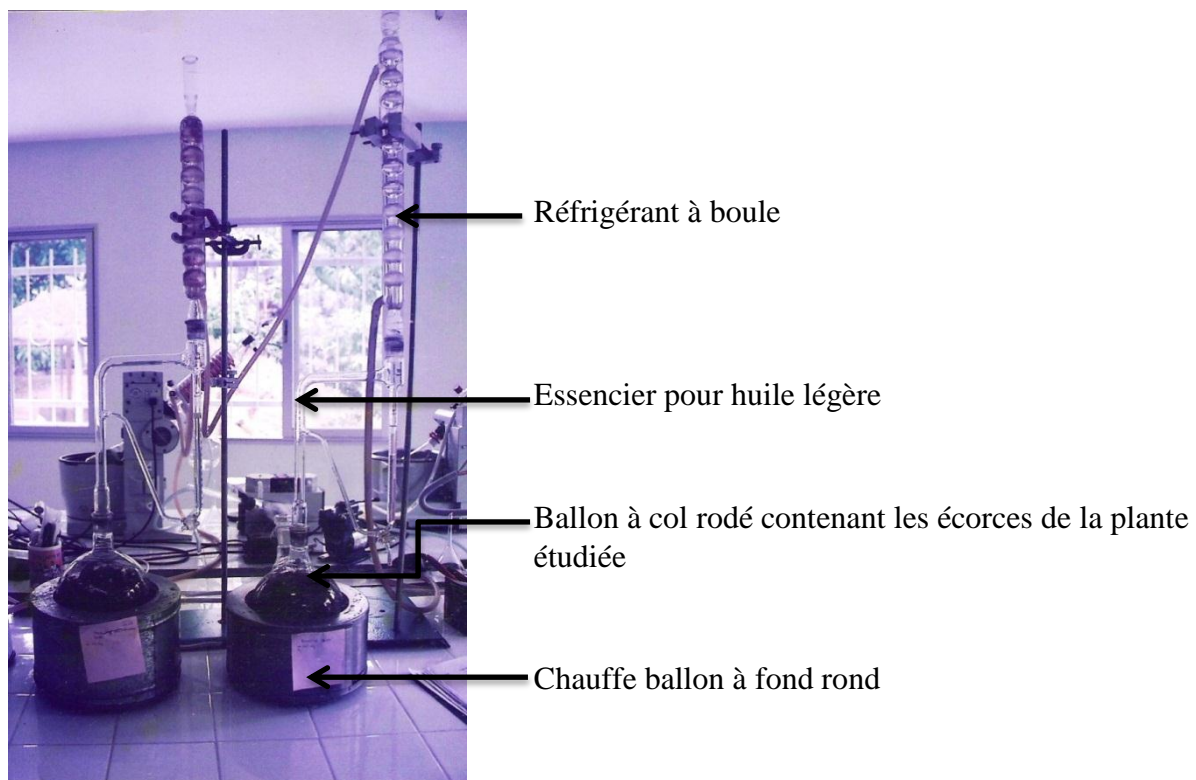 Réfrigérant à boule
Essencier pour huile légère
Ballon à col rodé contenant les écorces de la plante
étudiée
Chauffe ballon à fond rond